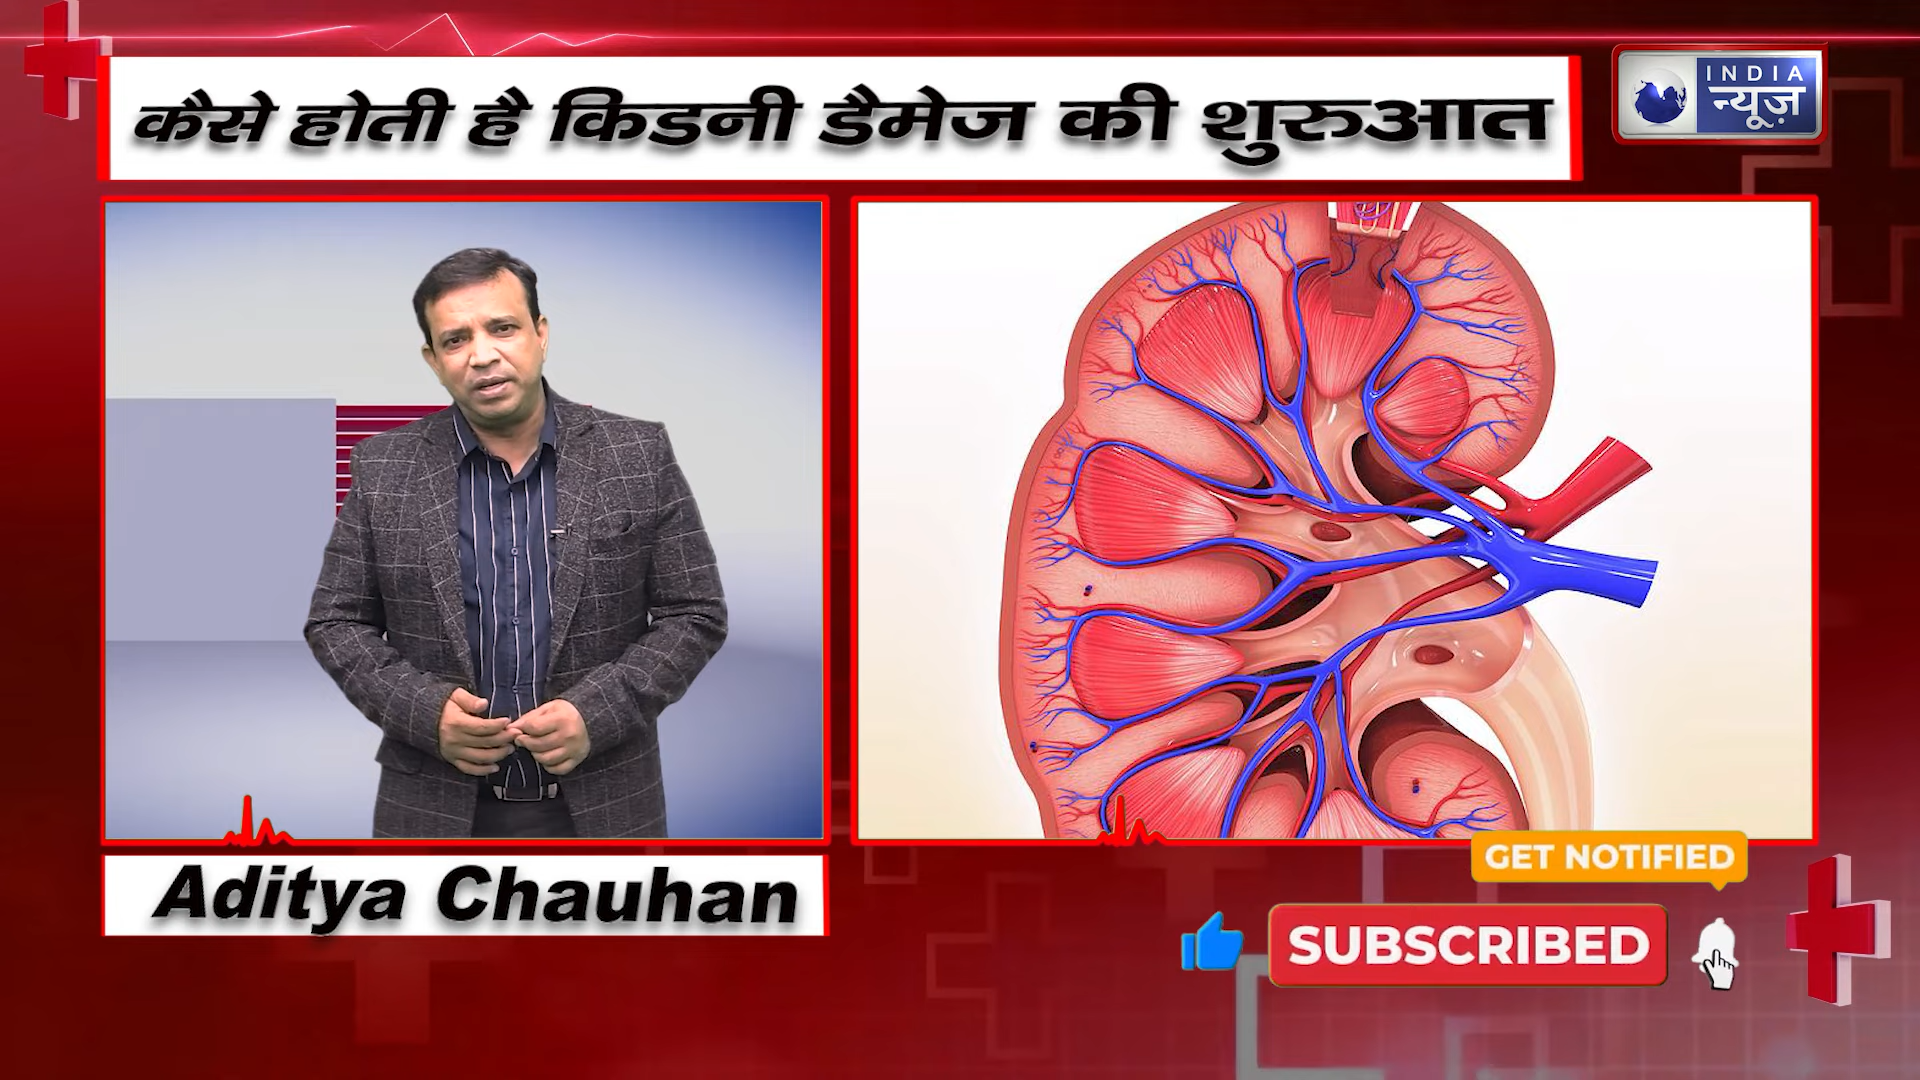 कैसे होती है किडनी डैमेज की शुरुआत
INDIA
न्यूज़
Aditya Chauhan
GET NOTIFIED
SUBSCRIBED